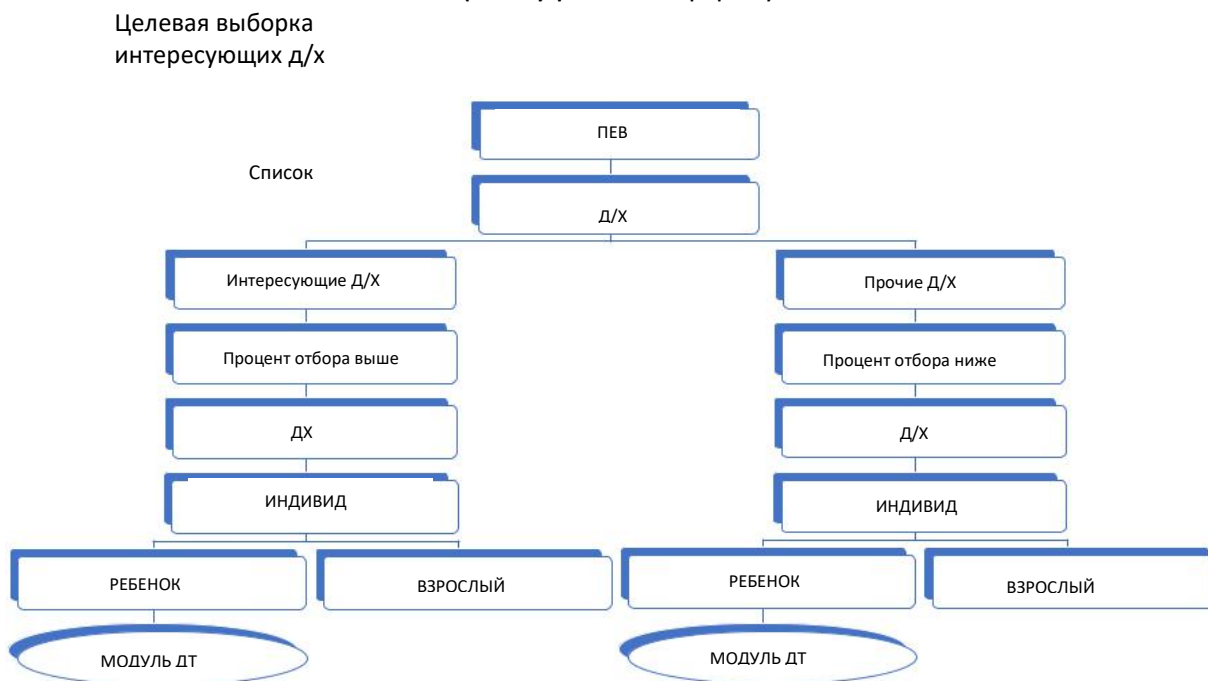 Целевая выборка
интересующих д/х
ПЕВ
Список
Д/Х
Интересующие Д/Х
Прочие Д/Х
Процент отбора выше
Процент отбора ниже
ДХ
Д/Х
ИНДИВИД
ИНДИВИД
РЕБЕНОК
ВЗРОСЛЫЙ
РЕБЕНОК
ВЗРОСЛЫЙ
МОДУЛЬ ДТ
МОДУЛЬ ДТ